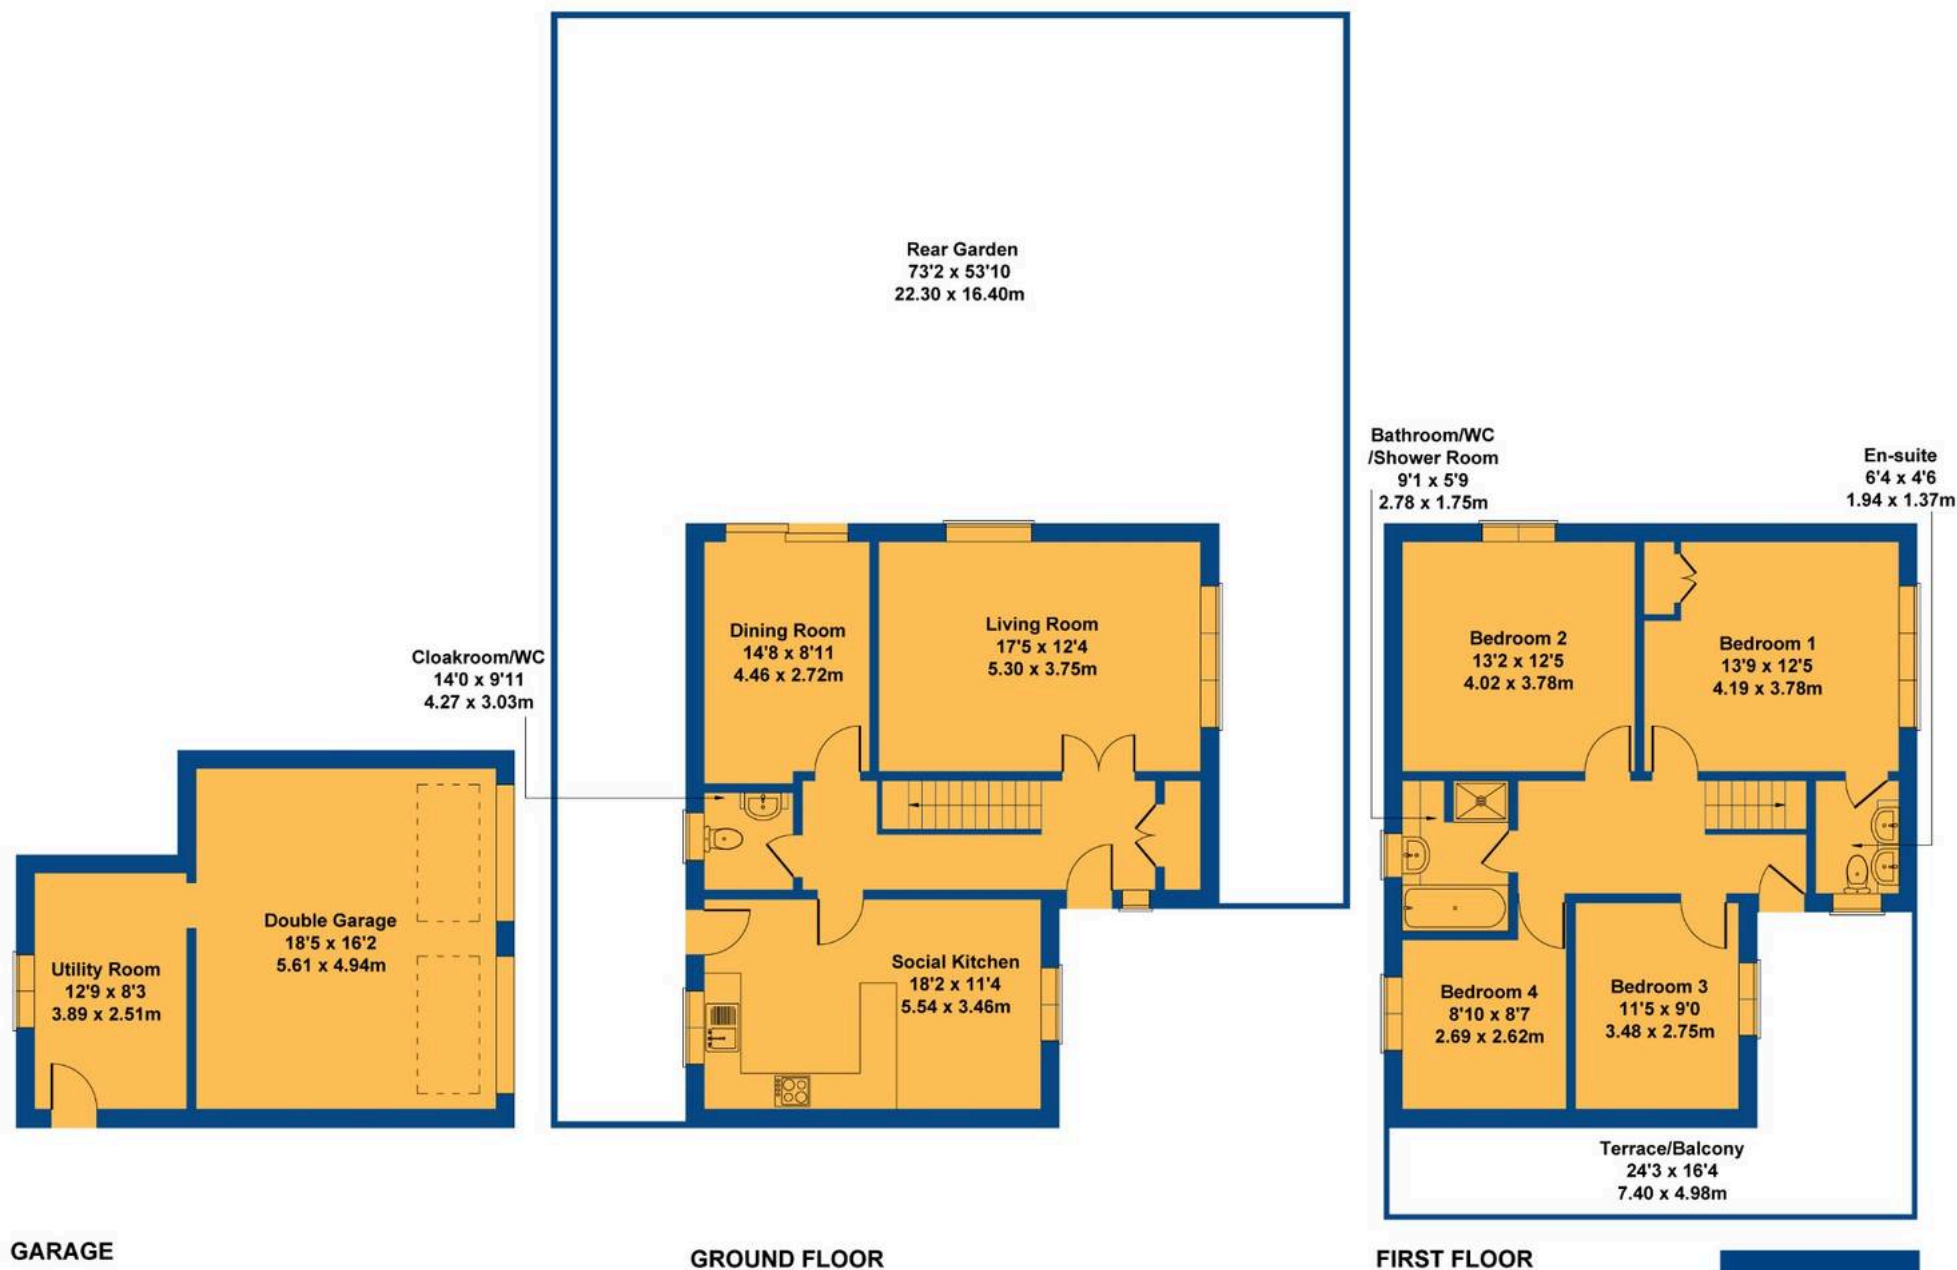 Rear Garden
73'2 x 53'10
22.30 x 16.40m
Bathroom/WC
/Shower Room
9'1 x 5'9
2.78 x 1.75m
En-suite
6'4 x 4'6
1.94 x 1.37m
Cloakroom/WC
14'0 x 9'11
4.27 x 3.03m
Dining Room
14'8 x 8'11
4.46 x 2.72m
Living Room
17'5 x 12'4
5.30 x 3.75m
Bedroom 2
13'2 x 12'5
4.02 x 3.78m
Bedroom 1
13'9 x 12'5
4.19 x 3.78m
Utility Room
12'9 x 8'3
3.89 x 2.51m
Double Garage
18'5 x 16'2
5.61 x 4.94m
Social Kitchen
18'2 x 11'4
5.54 x 3.46m
Bedroom 4
8'10 x 8'7
2.69 x 2.62m
Bedroom 3
11'5 x 9'0
3.48 x 2.75m
Terrace/Balcony
24'3 x 16'4
7.40 x 4.98m
GARAGE
GROUND FLOOR
FIRST FLOOR